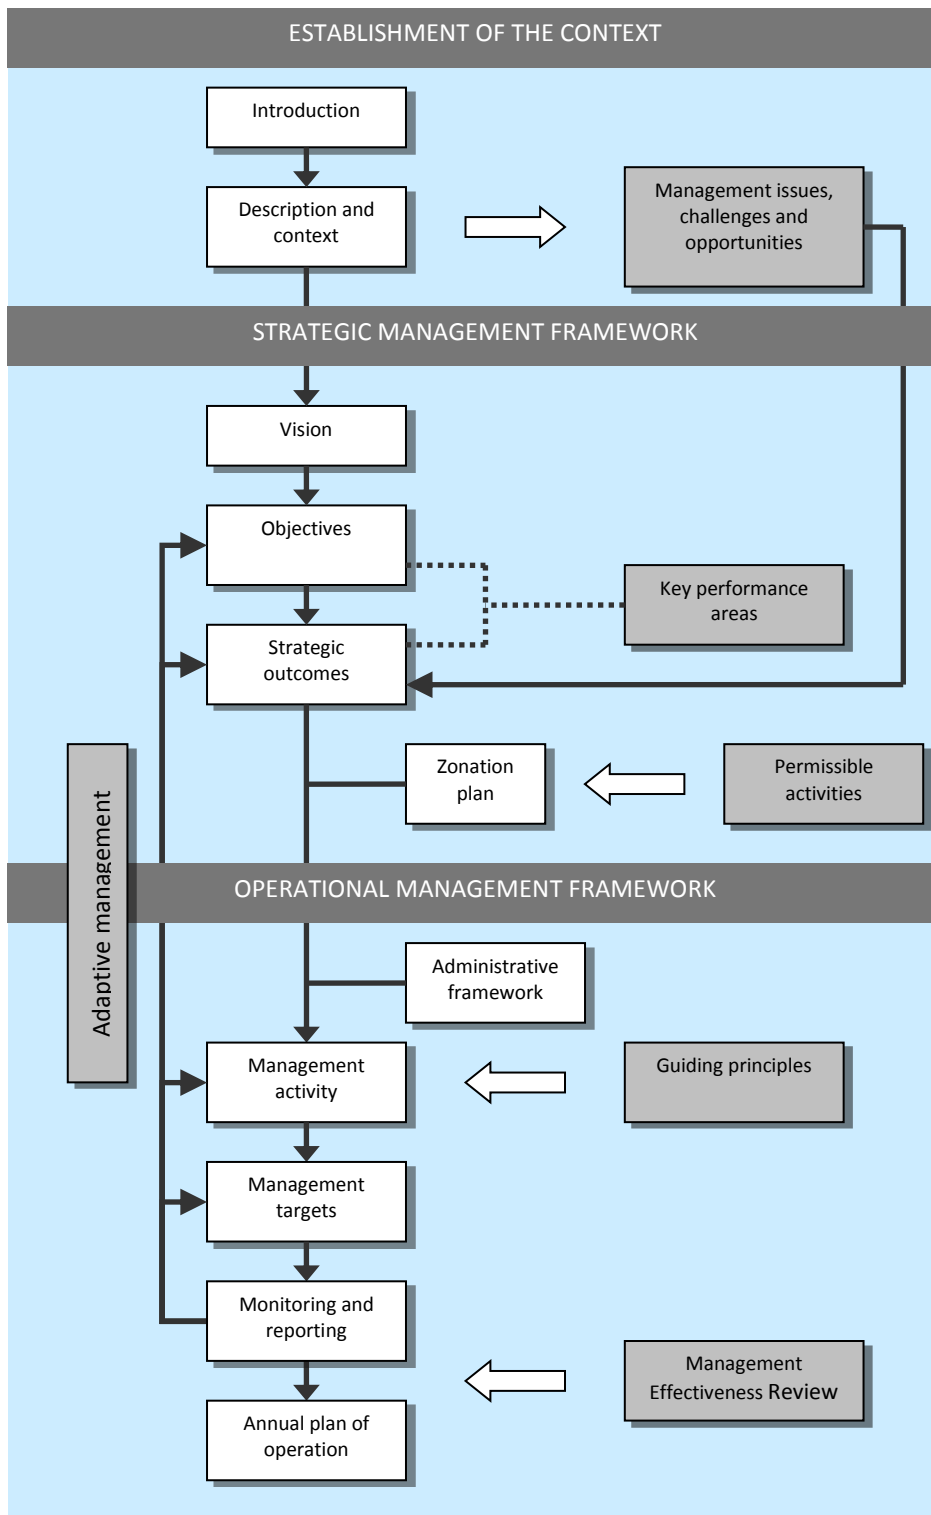 ESTABLISHMENT OF THE CONTEXT
Introduction
Description and
context
Management issues,
challenges and
opportunities
STRATEGIC MANAGEMENT FRAMEWORK
Vision
Objectives
Key performance
areas
Strategic
outcomes
Zonation
plan
Permissible
activities
Adaptive management
OPERATIONAL MANAGEMENT FRAMEWORK
Administrative
framework
Management
activity
Guiding principles
Management
targets
Monitoring and
reporting
Management
Effectiveness Review
Annual plan of
operation